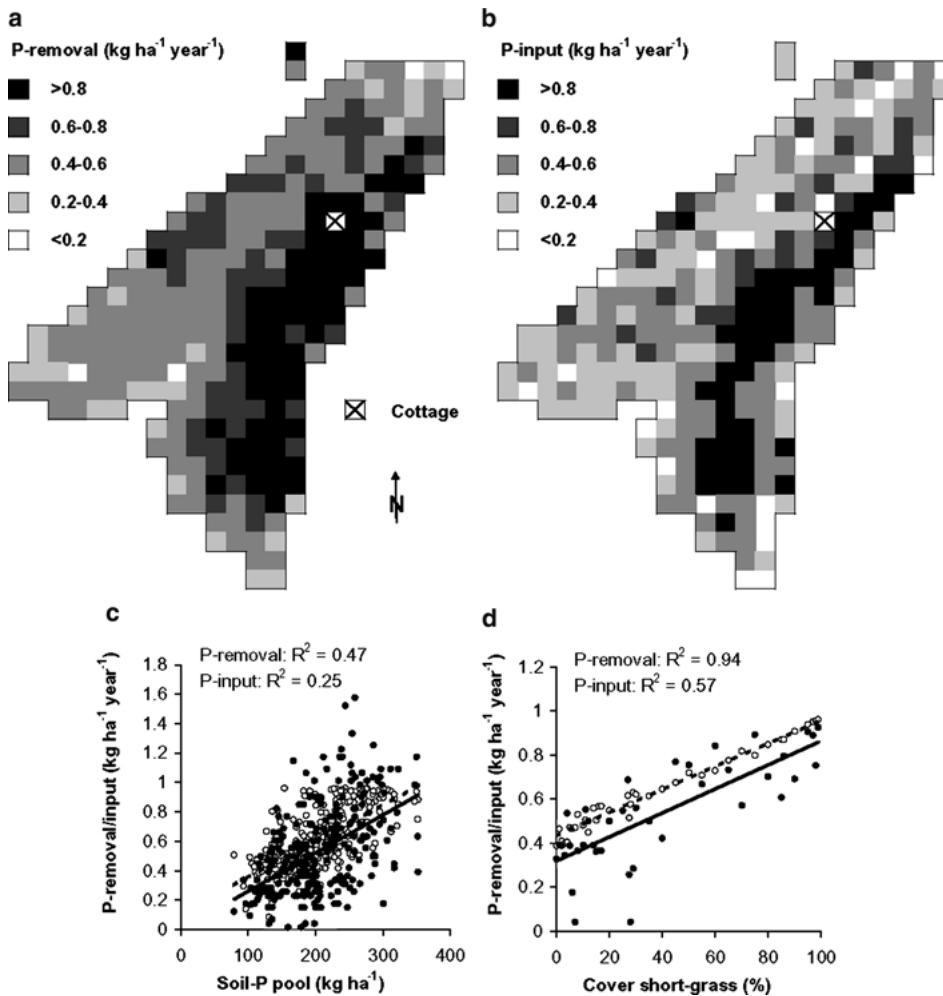 a
P-removal (kg ha⁻¹ year⁻¹)
>0.8
0.6-0.8
0.4-0.6
0.2-0.4
<0.2
Cottage
N
b
P-input (kg ha⁻¹ year⁻¹)
>0.8
0.6-0.8
0.4-0.6
0.2-0.4
<0.2
c
P-removal: R² = 0.47
P-input: R² = 0.25
P-removal/input (kg ha⁻¹ year⁻¹)
1.8
1.6
1.4
1.2
1
0.8
0.6
0.4
0.2
0
0 100 200 300 400
Soil-P pool (kg ha⁻¹)
d
P-removal: R² = 0.94
P-input: R² = 0.57
P-removal/input (kg ha⁻¹ year⁻¹)
1.2
1
0.8
0.6
0.4
0.2
0
0 20 40 60 80 100
Cover short-grass (%)